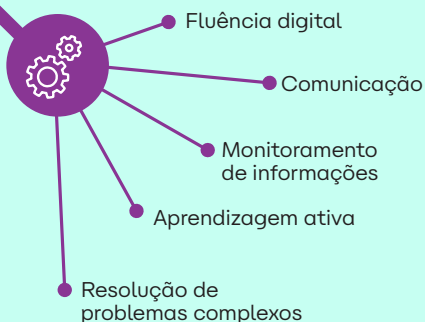 Fluência digital
Comunicação
Monitoramento
de informações
Aprendizagem ativa
Resolução de
problemas complexos